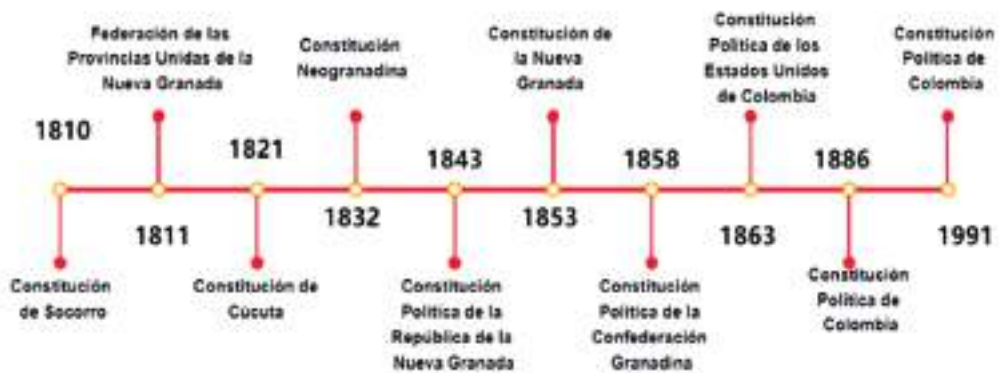 1810
Constitución
de Socorro
Federación de las
Provincias Unidas de la
Nueva Granada
1811
1821
Constitución de
Cúcuta
Constitución
Neogranadina
1832
1843
Constitución
Política de la
República de la
Nueva Granada
Constitución de
la Nueva
Granada
1853
1858
Constitución
Política de la
Confederación
Granadina
Constitución
Política de los
Estados Unidos
de Colombia
1863
1886
Constitución
Política de
Colombia
Constitución
Política de
Colombia
1991